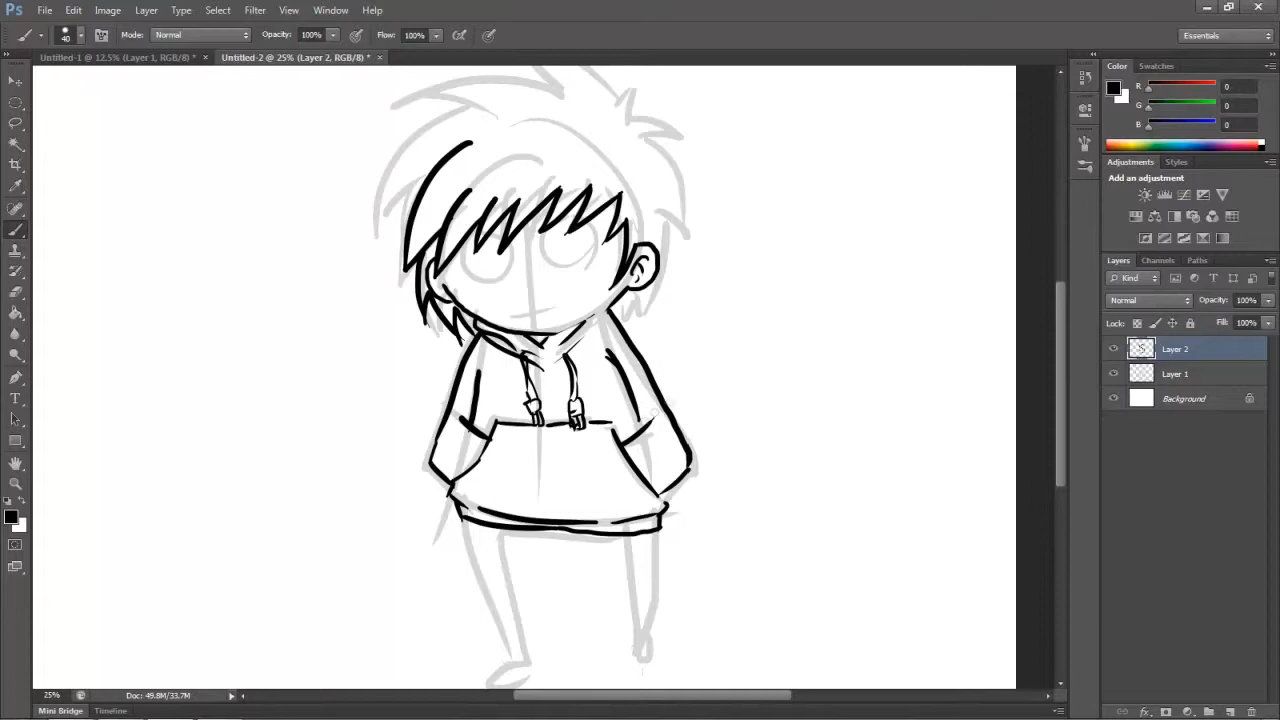 Ps File Edit Image Layer Type Select Filter View Window Help
40 Mode: Normal Opacity: 100% Flow: 100% Essentials
Untitled-1 @ 12.5% (Layer 1, RGB/8) * × Untitled-2 @ 25% (Layer 2, RGB/8) * ×
Color Swatches
R 0
G 0
B 0
Adjustments Styles
Add an adjustment
Layers Channels Paths
Kind
Normal Opacity: 100%
Lock: Fill: 100%
Layer 2
Layer 1
Background
25% Doc: 49.8M/33.7M
Mini Bridge Timeline